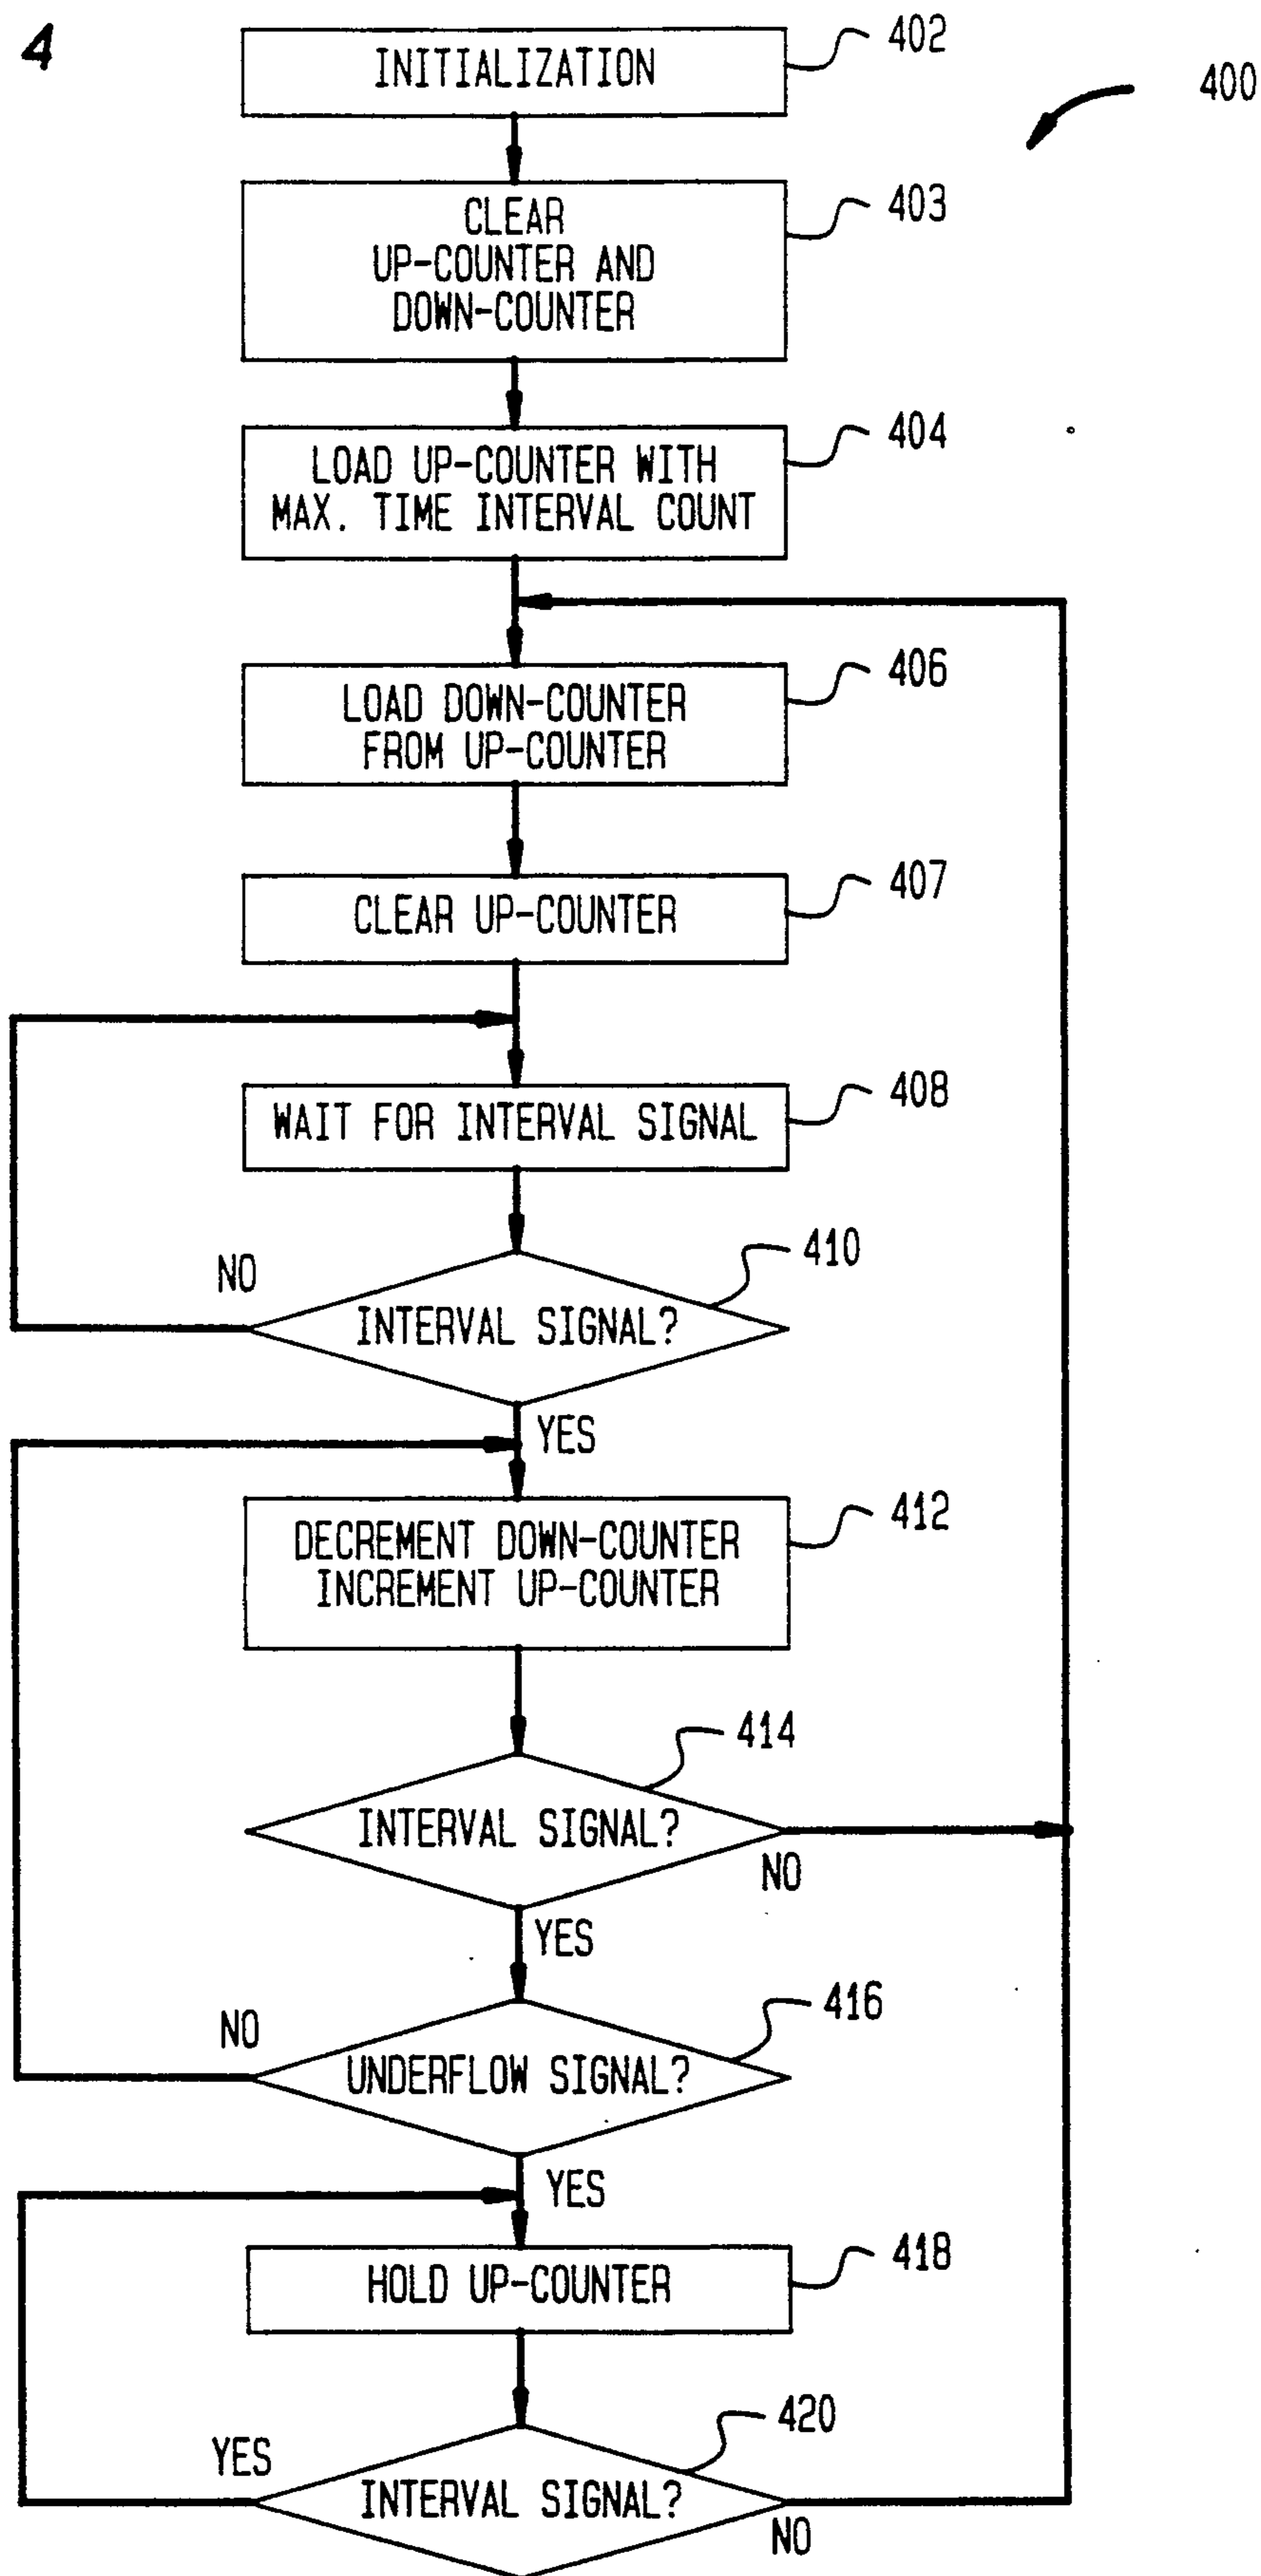 4
INITIALIZATION
402
400
CLEAR
UP-COUNTER AND
DOWN-COUNTER
403
LOAD UP-COUNTER WITH
MAX. TIME INTERVAL COUNT
404
LOAD DOWN-COUNTER
FROM UP-COUNTER
406
CLEAR UP-COUNTER
407
WAIT FOR INTERVAL SIGNAL
408
410
NO
INTERVAL SIGNAL?
YES
DECREMENT DOWN-COUNTER
INCREMENT UP-COUNTER
412
414
INTERVAL SIGNAL?
NO
YES
416
NO
UNDERFLOW SIGNAL?
YES
HOLD UP-COUNTER
418
420
YES
INTERVAL SIGNAL?
NO